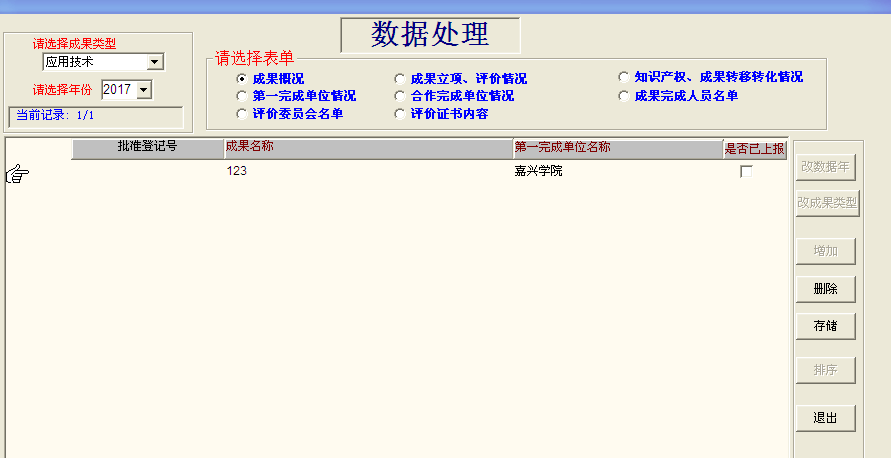 数据处理
请选择成果类型
应用技术
请选择年份 2017
当前记录: 1/1
请选择表单
成果概况 成果立项、评价情况 知识产权、成果转移转化情况
第一完成单位情况 合作完成单位情况 成果完成人员名单
评价委员会名单 评价证书内容
批准登记号 成果名称 第一完成单位名称 是否已上报
123 嘉兴学院
改数据年
改成果类型
增加
删除
存储
排序
退出